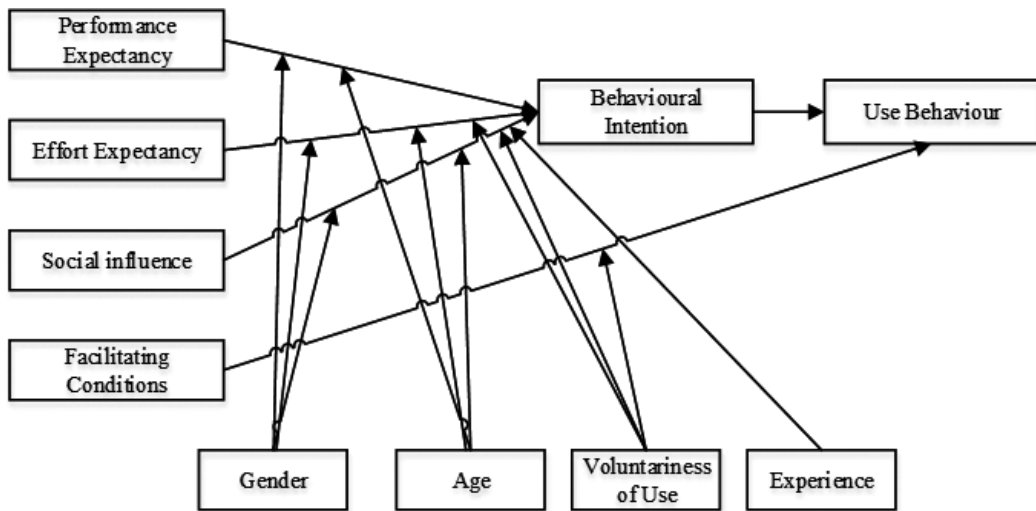 Performance
Expectancy
Effort Expectancy
Social influence
Facilitating
Conditions
Behavioural
Intention
Use Behaviour
Gender
Age
Voluntariness
of Use
Experience